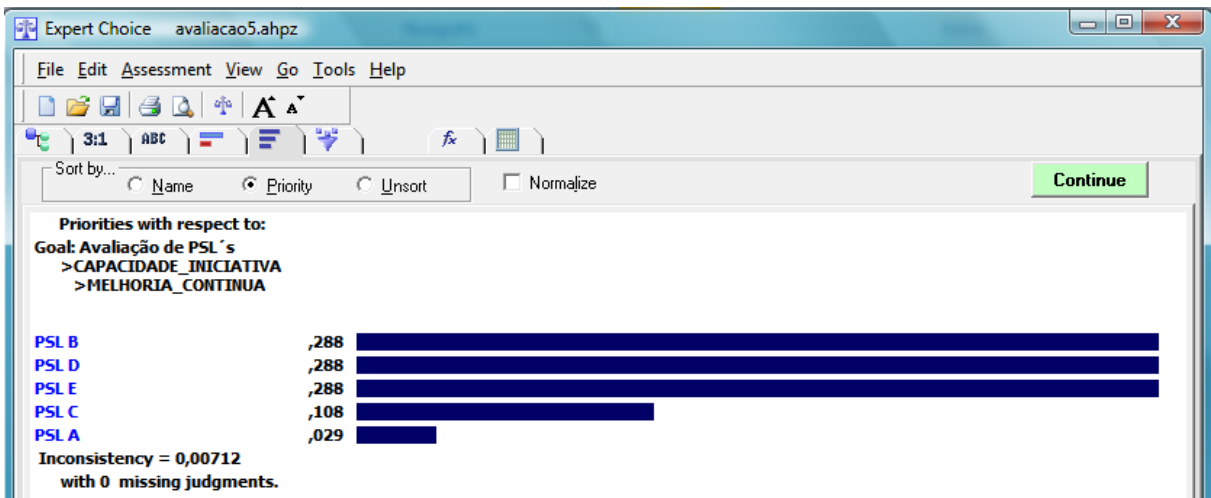 Expert Choice avaliacao5.ahpz
File Edit Assessment View Go Tools Help
A A
3:1 ABC fx
Sort by... Name Priority Unsort Normalize Continue
Priorities with respect to:
Goal: Avaliação de PSL´s
>CAPACIDADE_INICIATIVA
>MELHORIA_CONTINUA
PSL B ,288
PSL D ,288
PSL E ,288
PSL C ,108
PSL A ,029
Inconsistency = 0,00712
with 0 missing judgments.